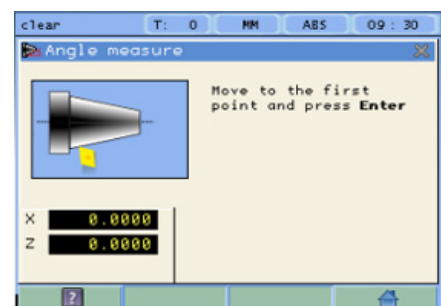 clear T: 0 MM ABS 09 : 30
Angle measure
Move to the first
point and press Enter
X 0.0000
Z 0.0000
?